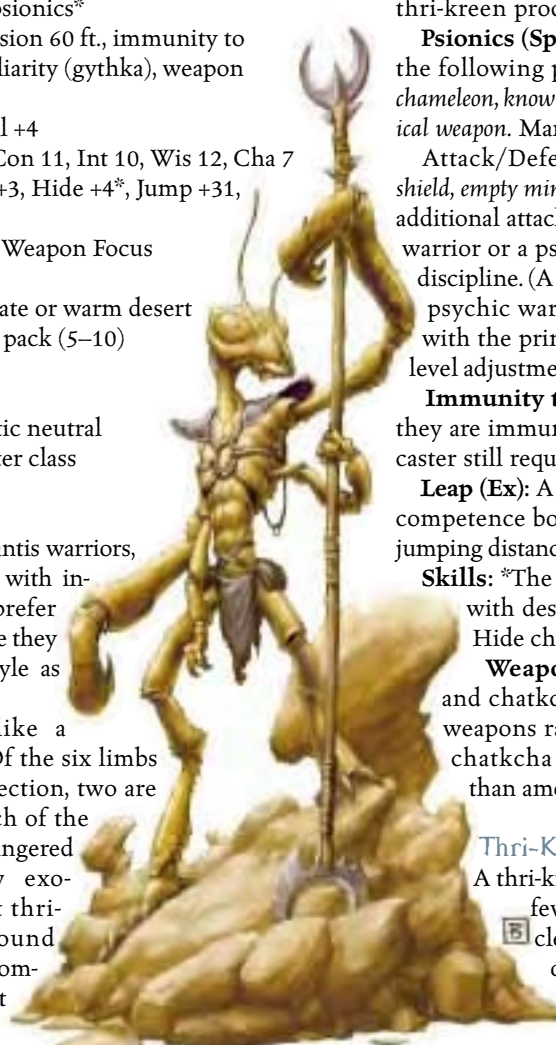 psionics*
sion 60 ft., immunity to
liarity (gythka), weapon
l +4
Con 11, Int 10, Wis 12, Cha 7
+3, Hide +4*, Jump +31,
Weapon Focus
ate or warm desert
pack (5–10)
tic neutral
ter class
ntis warriors,
with in-
prefer
e they
yle as
like a
Of the six limbs
ection, two are
ch of the
ngered
y exo-
t thri-
ound
om-
t
thri-kreen proc
Psionics (Sp
the following p
chameleon, know
ical weapon. Man
Attack/Defe
shield, empty min
additional attac
warrior or a ps
discipline. (A
psychic war
with the prin
level adjustme
Immunity t
they are immun
caster still requ
Leap (Ex): A
competence bo
jumping distanc
Skills: *The
with des
Hide ch
Weapo
and chatkc
weapons ra
chatkcha
than amo
Thri-K
A thri-k
few
cl